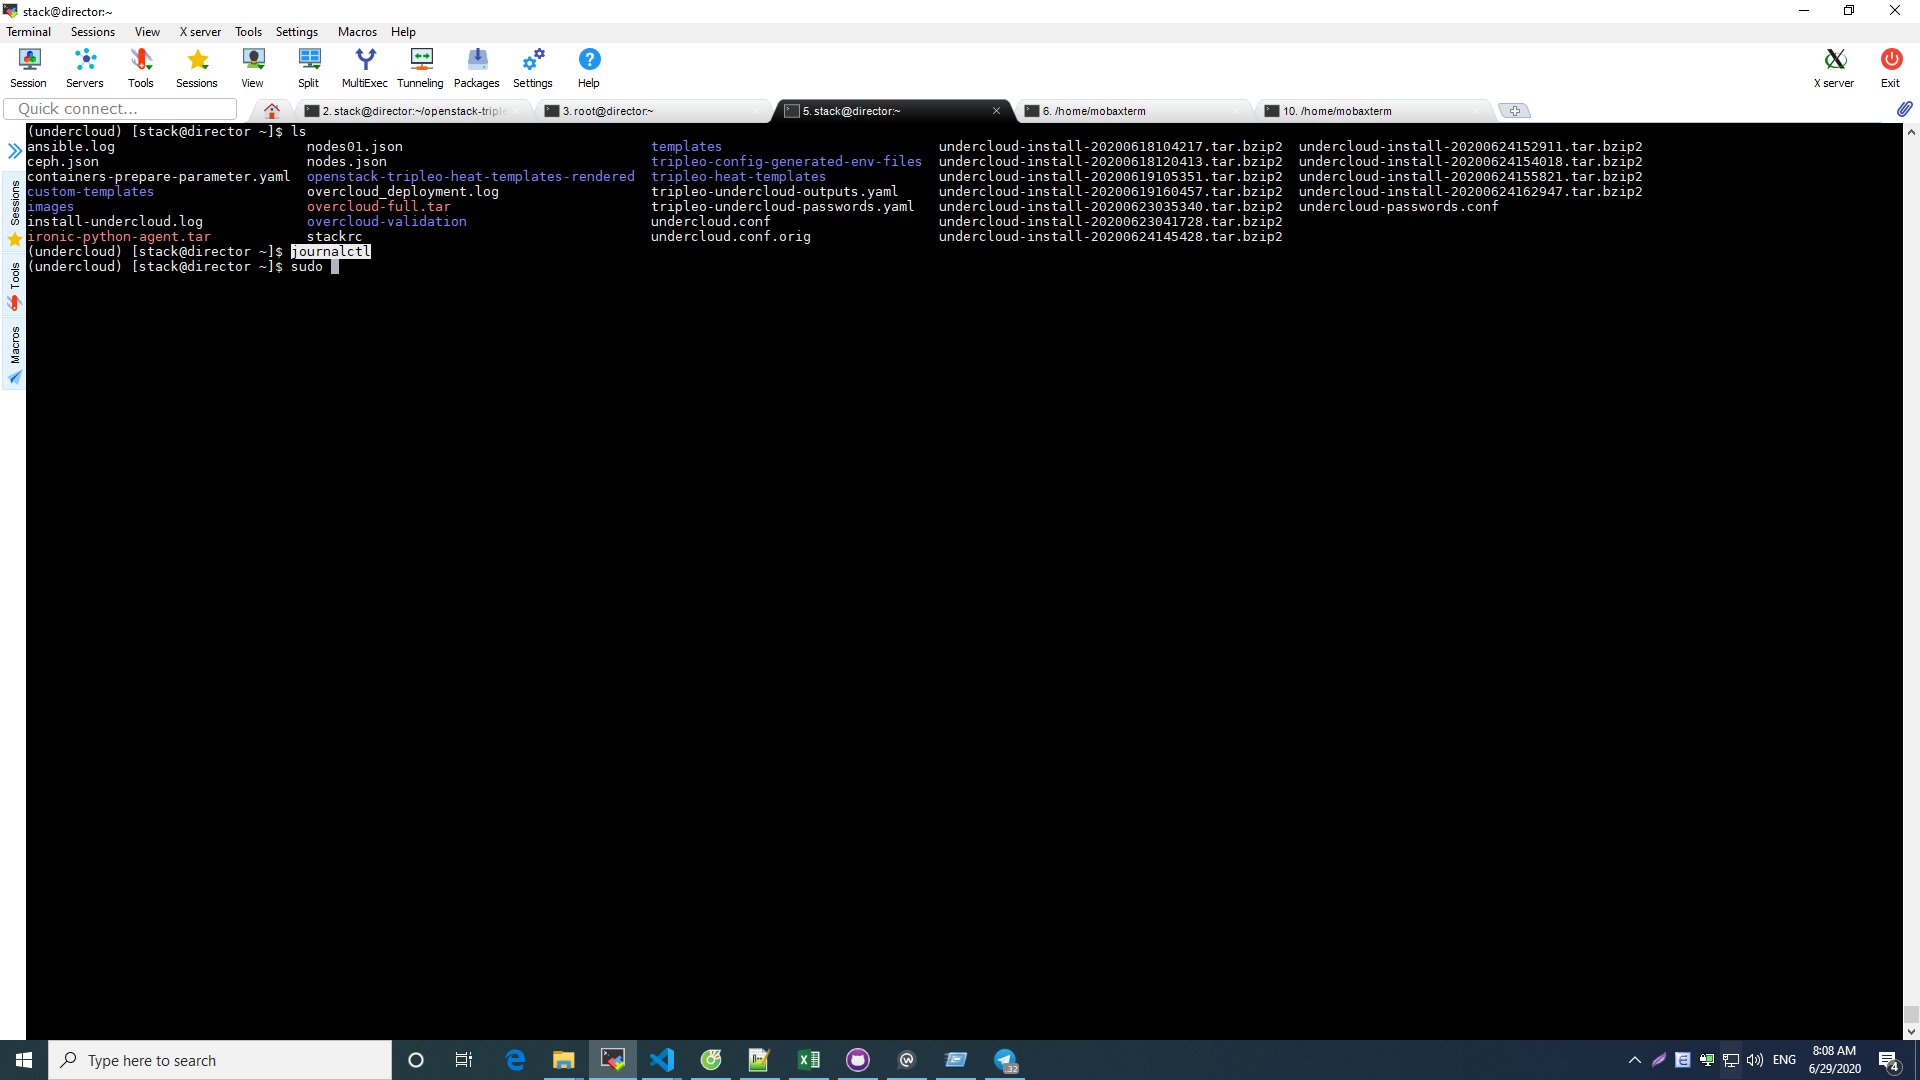 stack@director:~
Terminal Sessions View X server Tools Settings Macros Help
Session Servers Tools Sessions View Split MultiExec Tunneling Packages Settings Help X server Exit
Quick connect... 2. stack@director:~/openstack-triple 3. root@director:~ 5. stack@director:~ 6. /home/mobaxterm 10. /home/mobaxterm
Sessions
Tools
Macros
(undercloud) [stack@director ~]$ ls
ansible.log nodes01.json templates undercloud-install-20200618104217.tar.bzip2 undercloud-install-20200624152911.tar.bzip2
ceph.json nodes.json tripleo-config-generated-env-files undercloud-install-20200618120413.tar.bzip2 undercloud-install-20200624154018.tar.bzip2
containers-prepare-parameter.yaml openstack-tripleo-heat-templates-rendered tripleo-heat-templates undercloud-install-20200619105351.tar.bzip2 undercloud-install-20200624155821.tar.bzip2
custom-templates overcloud_deployment.log tripleo-undercloud-outputs.yaml undercloud-install-20200619160457.tar.bzip2 undercloud-install-20200624162947.tar.bzip2
images overcloud-full.tar tripleo-undercloud-passwords.yaml undercloud-install-20200623035340.tar.bzip2 undercloud-passwords.conf
install-undercloud.log overcloud-validation undercloud.conf undercloud-install-20200623041728.tar.bzip2
ironic-python-agent.tar stackrc undercloud.conf.orig undercloud-install-20200624145428.tar.bzip2
(undercloud) [stack@director ~]$ journalctl
(undercloud) [stack@director ~]$ sudo
Type here to search
32
ENG
8:08 AM
6/29/2020
4